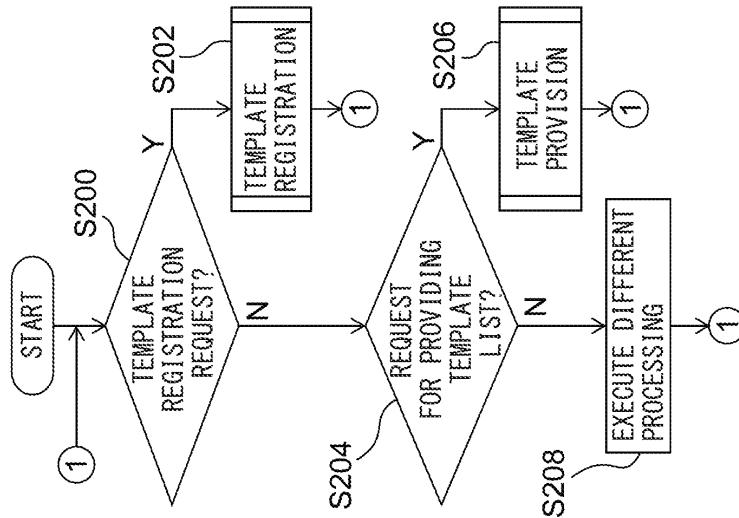 START
1
S200
TEMPLATE
REGISTRATION
REQUEST?
Y
S202
TEMPLATE
REGISTRATION
1
N
S204
REQUEST
FOR PROVIDING
TEMPLATE
LIST?
Y
S206
TEMPLATE
PROVISION
1
N
S208
EXECUTE DIFFERENT
PROCESSING
1